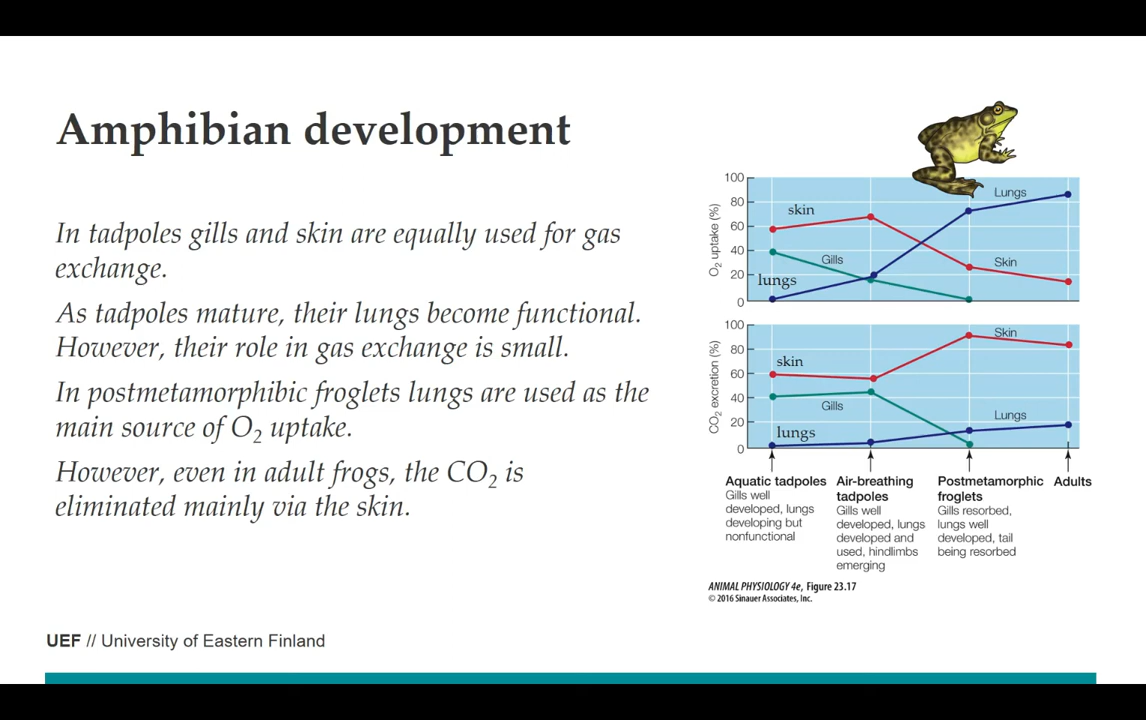 Amphibian development
In tadpoles gills and skin are equally used for gas
exchange.
As tadpoles mature, their lungs become functional.
However, their role in gas exchange is small.
In postmetamorphibic froglets lungs are used as the
main source of O2 uptake.
However, even in adult frogs, the CO2 is
eliminated mainly via the skin.
100
80
60
40
20
0
O2 uptake (%)
skin
Gills
lungs
Lungs
Skin
100
80
60
40
20
0
CO2 excretion (%)
skin
Gills
lungs
Skin
Lungs
Aquatic tadpoles
Gills well
developed, lungs
developing but
nonfunctional
Air-breathing
tadpoles
Gills well
developed, lungs
developed and
used, hindlimbs
emerging
Postmetamorphic
froglets
Gills resorbed,
lungs well
developed, tail
being resorbed
Adults
ANIMAL PHYSIOLOGY 4e, Figure 23.17
© 2016 Sinauer Associates, Inc.
UEF // University of Eastern Finland